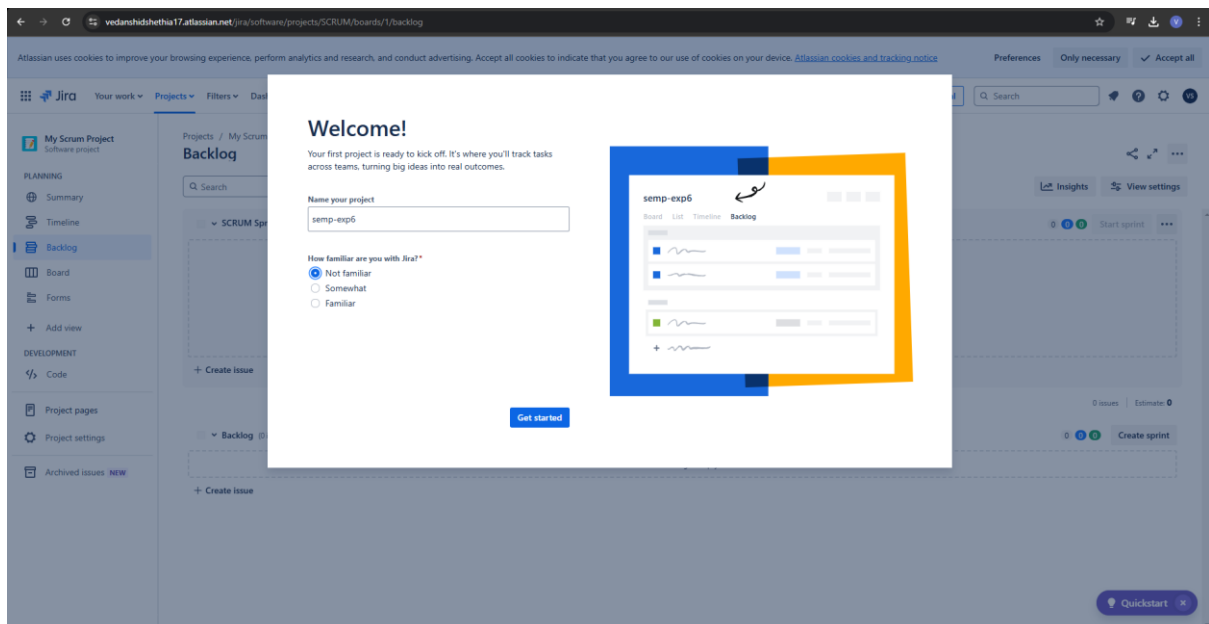 vedanshidshethia17.atlassian.net/jira/software/projects/SCRUM/boards/1/backlog
V
Atlassian uses cookies to improve your browsing experience, perform analytics and research, and conduct advertising. Accept all cookies to indicate that you agree to our use of cookies on your device. Atlassian cookies and tracking notice
Preferences Only necessary Accept all
Jira Your work Projects Filters Search VS
My Scrum Project
Software project
PLANNING
Summary
Timeline
Backlog
Board
Forms
+ Add view
DEVELOPMENT
Code
Project pages
Project settings
Archived issues NEW
Projects / My Scrum
Backlog
Search
Insights View settings
SCRUM 0 0 0 Start sprint
+ Create issue
0 issues Estimate: 0
Backlog 0 0 0 Create sprint
+ Create issue
Welcome!
Your first project is ready to kick off. It's where you'll track tasks
across teams, turning big ideas into real outcomes.
Name your project
semp-exp6
How familiar are you with Jira?*
Not familiar
Somewhat
Familiar
Get started
semp-exp6
Board List Timeline Backlog
Quickstart